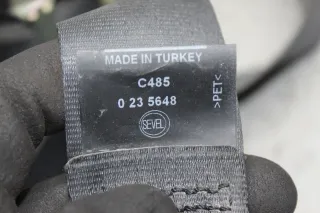 MADE IN TURKEY
C485
0 23 5648
SEVEL
>PET<